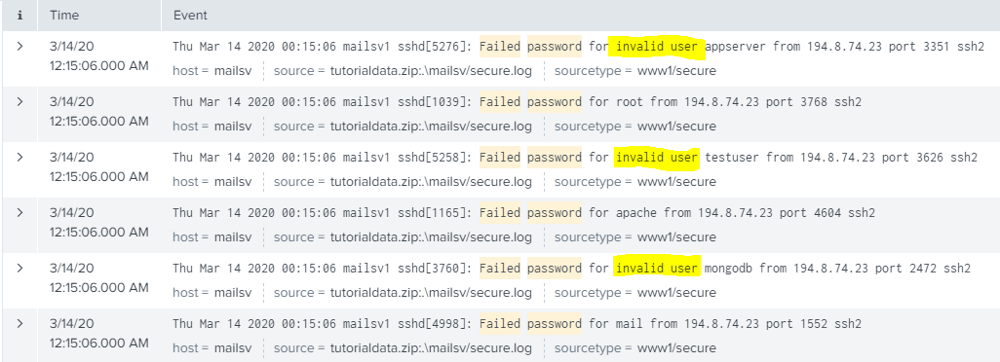 i Time Event
> 3/14/20 Thu Mar 14 2020 00:15:06 mailsv1 sshd[5276]: Failed password for invalid user appserver from 194.8.74.23 port 3351 ssh2
12:15:06.000 AM host = mailsv source = tutorialdata.zip:.\mailsv/secure.log sourcetype = www1/secure
> 3/14/20 Thu Mar 14 2020 00:15:06 mailsv1 sshd[1039]: Failed password for root from 194.8.74.23 port 3768 ssh2
12:15:06.000 AM host = mailsv source = tutorialdata.zip:.\mailsv/secure.log sourcetype = www1/secure
> 3/14/20 Thu Mar 14 2020 00:15:06 mailsv1 sshd[5258]: Failed password for invalid user testuser from 194.8.74.23 port 3626 ssh2
12:15:06.000 AM host = mailsv source = tutorialdata.zip:.\mailsv/secure.log sourcetype = www1/secure
> 3/14/20 Thu Mar 14 2020 00:15:06 mailsv1 sshd[1165]: Failed password for apache from 194.8.74.23 port 4604 ssh2
12:15:06.000 AM host = mailsv source = tutorialdata.zip:.\mailsv/secure.log sourcetype = www1/secure
> 3/14/20 Thu Mar 14 2020 00:15:06 mailsv1 sshd[3760]: Failed password for invalid user mongodb from 194.8.74.23 port 2472 ssh2
12:15:06.000 AM host = mailsv source = tutorialdata.zip:.\mailsv/secure.log sourcetype = www1/secure
> 3/14/20 Thu Mar 14 2020 00:15:06 mailsv1 sshd[4998]: Failed password for mail from 194.8.74.23 port 1552 ssh2
12:15:06.000 AM host = mailsv source = tutorialdata.zip:.\mailsv/secure.log sourcetype = www1/secure